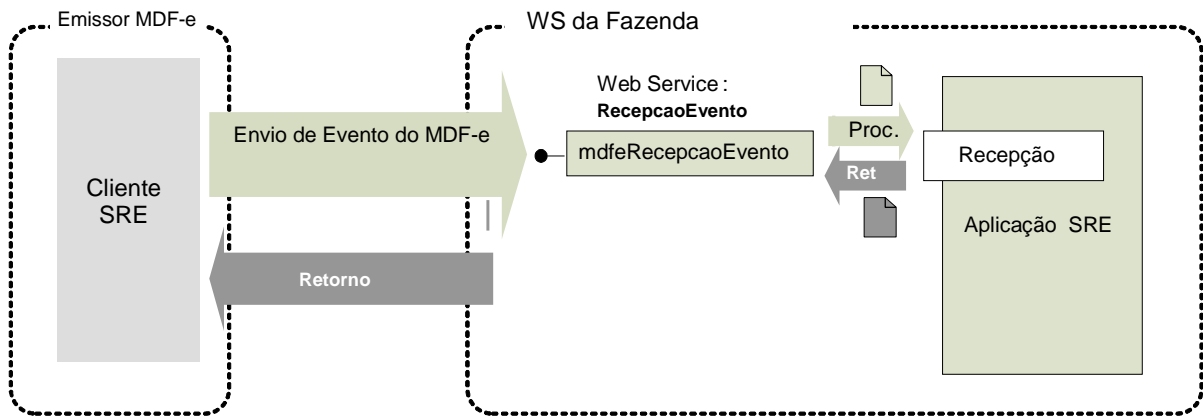 Emissor MDF-e
WS da Fazenda
Web Service :
RecepcaoEvento
Envio de Evento do MDF-e
mdfeRecepcaoEvento
Proc.
Recepção
Ret
Cliente
SRE
Aplicação SRE
Retorno